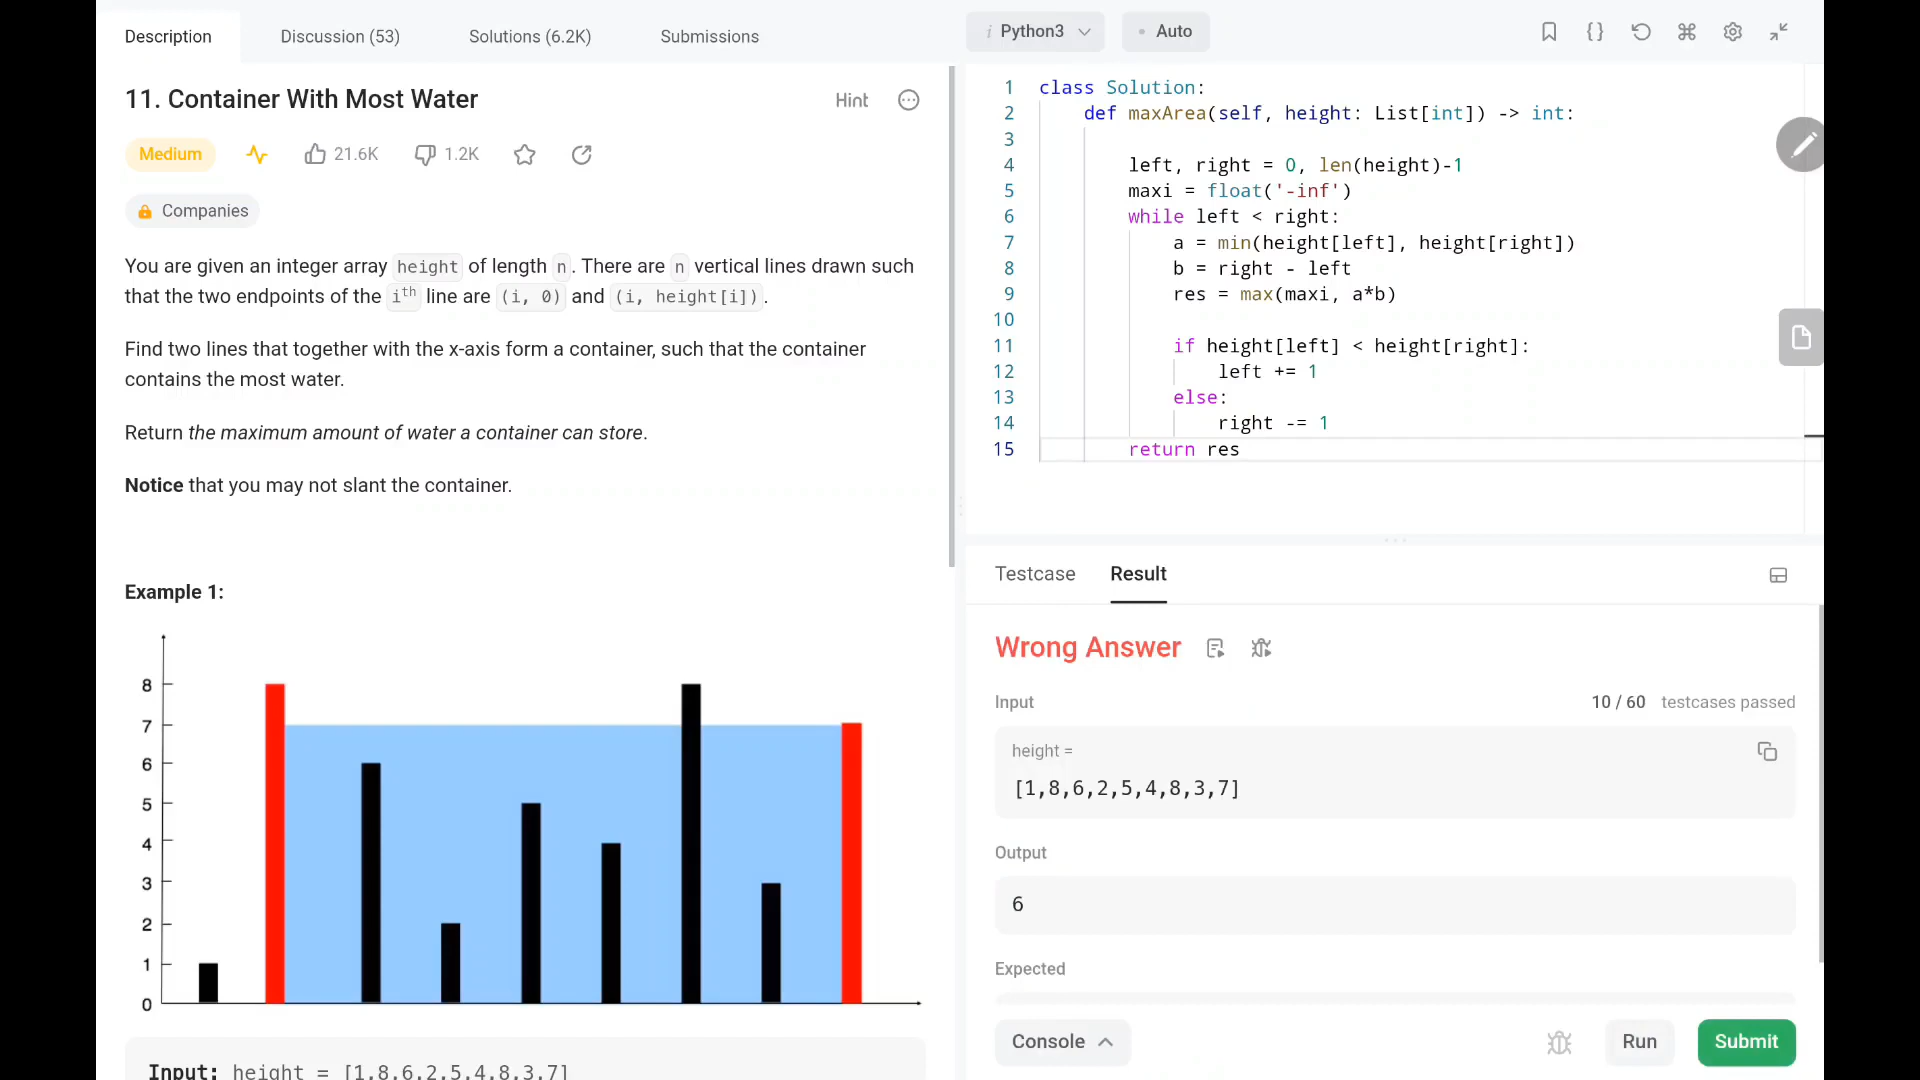 Description Discussion (53) Solutions (6.2K) Submissions
11. Container With Most Water
Hint
Medium 21.6K 1.2K
Companies
You are given an integer array height of length n. There are n vertical lines drawn such
that the two endpoints of the ith line are (i, 0) and (i, height[i]).
Find two lines that together with the x-axis form a container, such that the container
contains the most water.
Return the maximum amount of water a container can store.
Notice that you may not slant the container.
Example 1:
8
7
6
5
4
3
2
1
0
Input: height = [1,8,6,2,5,4,8,3,7]
i Python3 • Auto
1 class Solution:
2 def maxArea(self, height: List[int]) -> int:
3
4 left, right = 0, len(height)-1
5 maxi = float('-inf')
6 while left < right:
7 a = min(height[left], height[right])
8 b = right - left
9 res = max(maxi, a*b)
10
11 if height[left] < height[right]:
12 left += 1
13 else:
14 right -= 1
15 return res
Testcase Result
Wrong Answer
Input 10 / 60 testcases passed
height =
[1,8,6,2,5,4,8,3,7]
Output
6
Expected
Console Run Submit